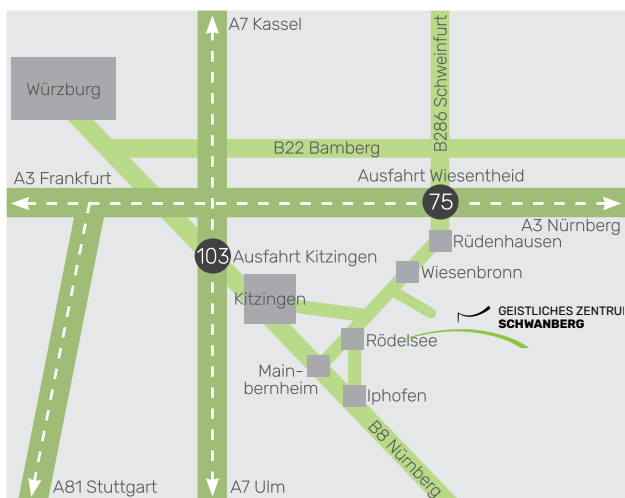 A7 Kassel
B286 Schweinfurt
Würzburg
B22 Bamberg
A3 Frankfurt
Ausfahrt Wiesentheid
75
A3 Nürnberg
Rüdenhausen
103
Ausfahrt Kitzingen
Wiesenbronn
Kitzingen
GEISTLICHES ZENTRU
SCHWANBERG
Rödelsee
Main-
bernheim
Iphofen
B8 Nürnberg
A81 Stuttgart
A7 Ulm